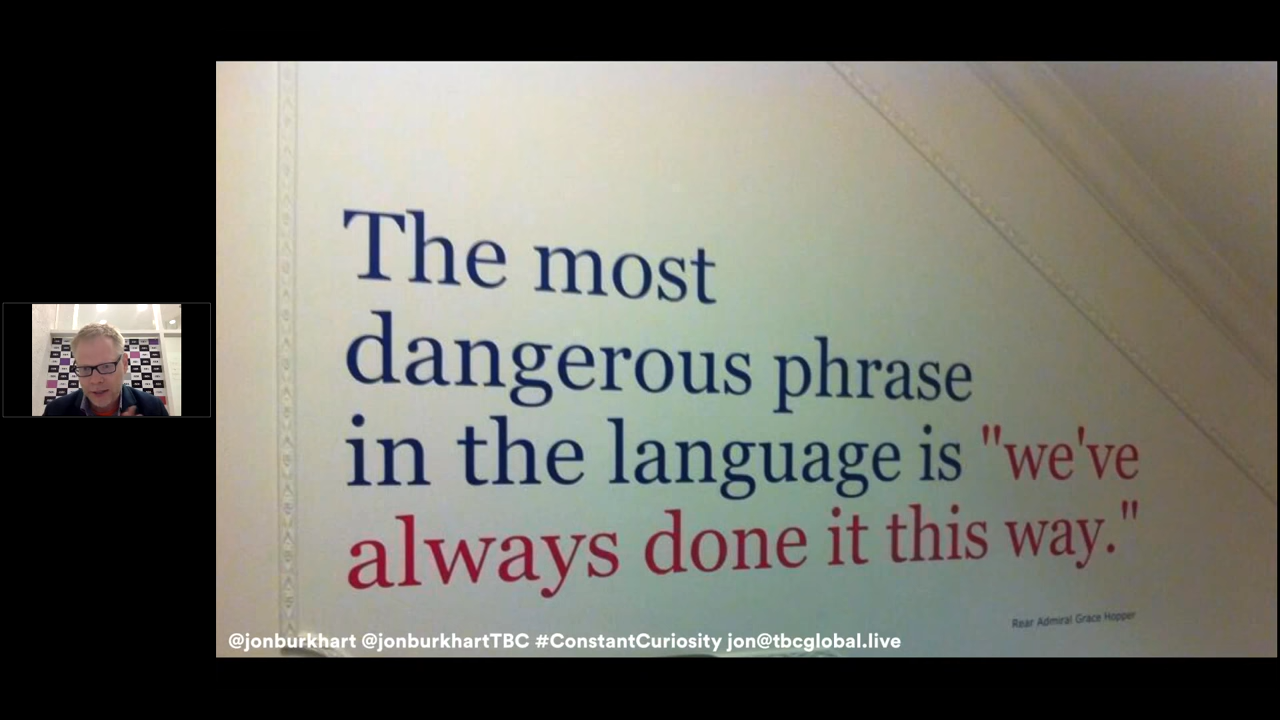 The most
dangerous phrase
in the language is "we've
always done it this way."
Rear Admiral Grace Hopper
@jonburkhart @jonburkhartTBC #ConstantCuriosity jon@tbcglobal.live